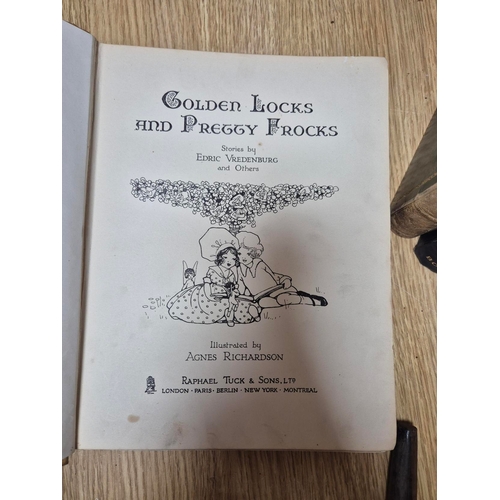 GOLDEN LOCKS
AND PRETTY FROCKS
Stories by
EDRIC VREDENBURG
and Others
Illustrated by
AGNES RICHARDSON
RAPHAEL TUCK & SONS, LTD
LONDON · PARIS · BERLIN · NEW YORK · MONTREAL